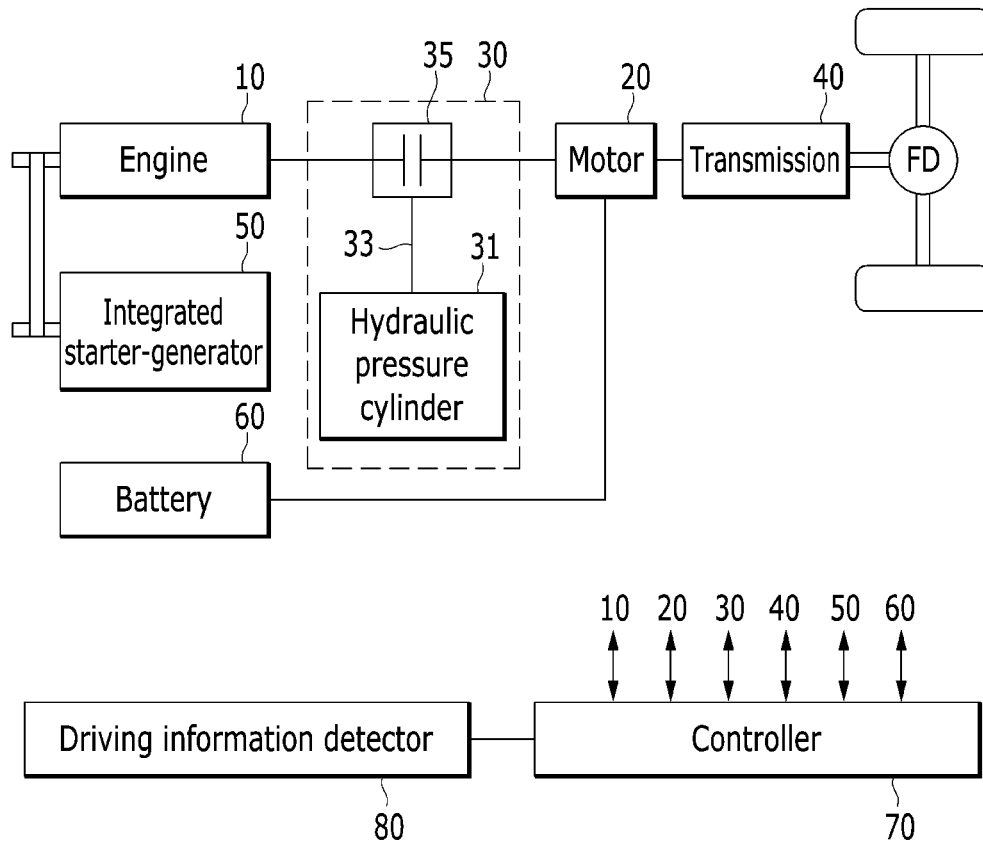 35
30
10
20
40
Engine
Motor
Transmission
FD
50
33
31
Integrated
starter-generator
Hydraulic
pressure
cylinder
60
Battery
10 20 30 40 50 60
Driving information detector
Controller
80
70